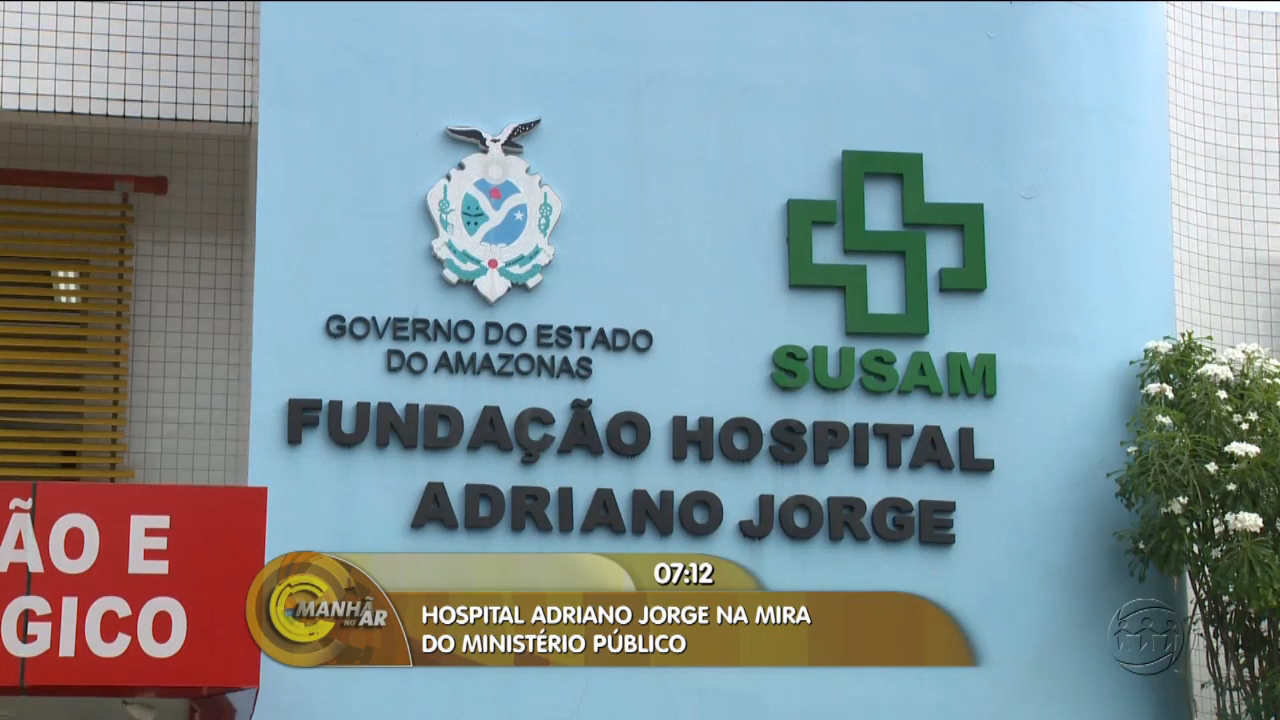 GOVERNO DO ESTADO
DO AMAZONAS
SUSAM
FUNDAÇÃO HOSPITAL
ADRIANO JORGE
ÃO E
GICO
07:12
MANHÃ
NO AR
HOSPITAL ADRIANO JORGE NA MIRA
DO MINISTÉRIO PÚBLICO